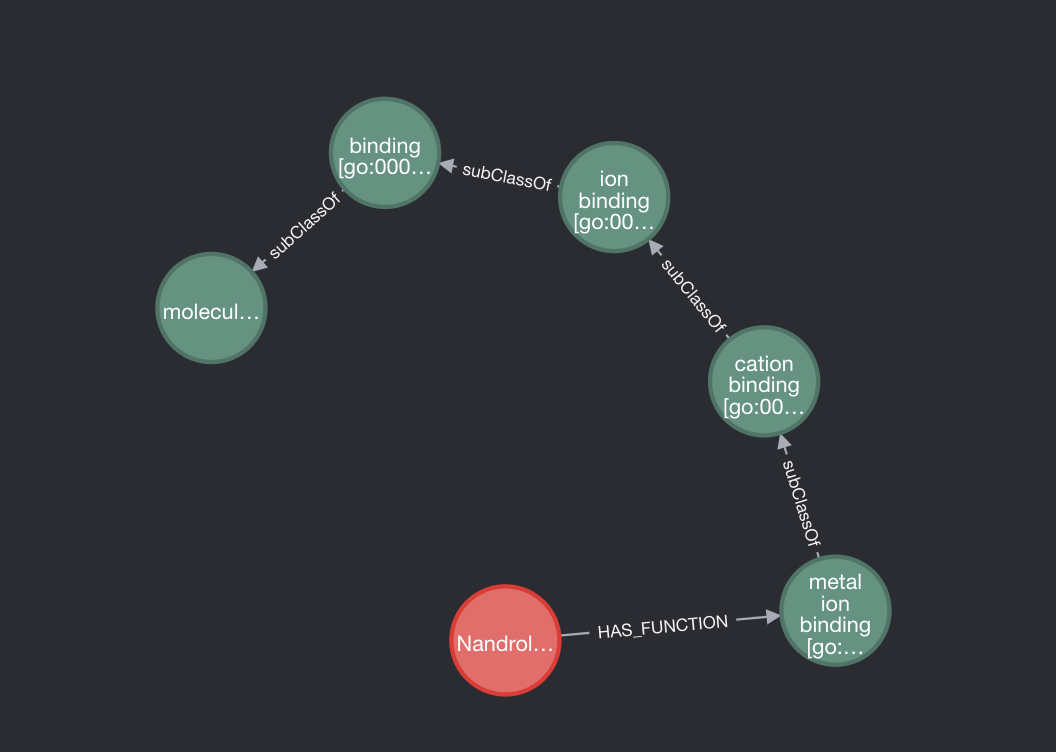 binding
[go:000…
subClassOf
ion
binding
[go:00…
subClassOf
molecul…
subClassOf
cation
binding
[go:00…
subClassOf
metal
ion
binding
[go:…
HAS_FUNCTION
Nandrol…